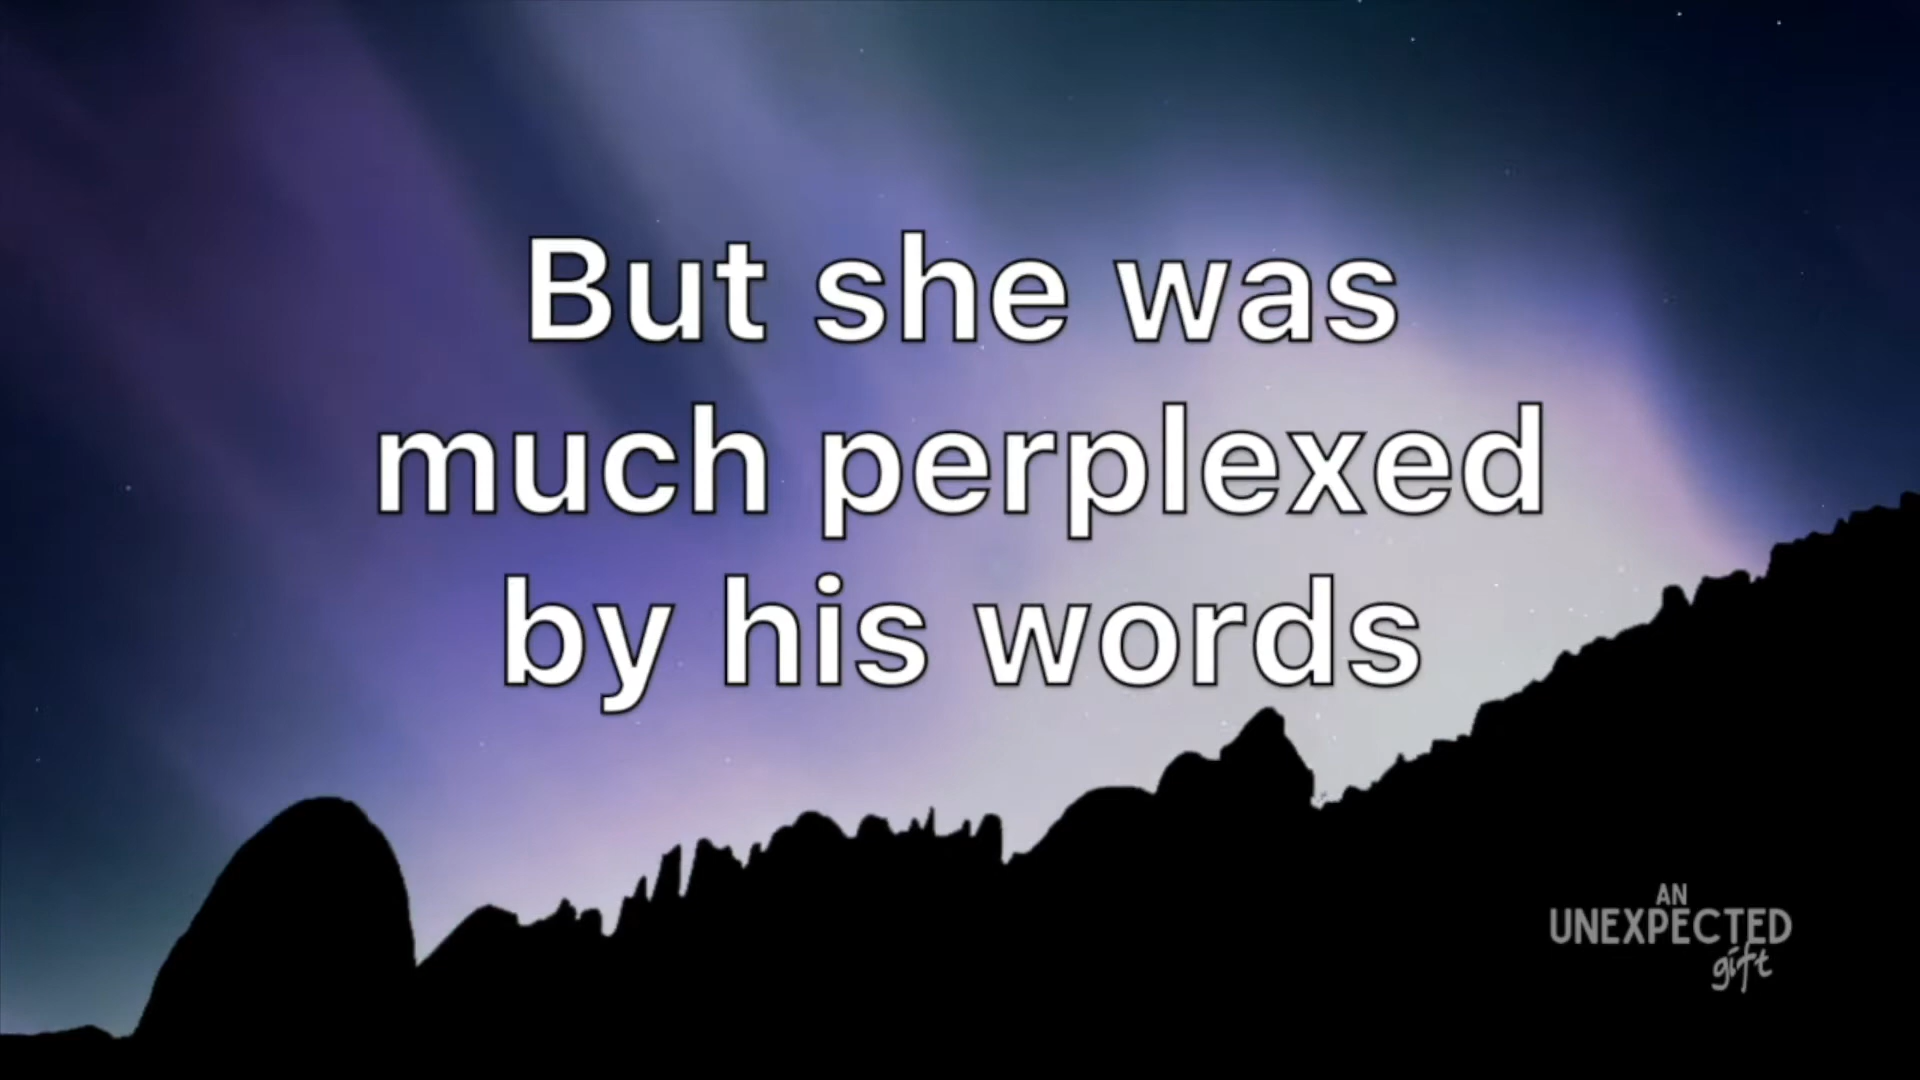 But she was
much perplexed
by his words
AN
UNEXPECTED
gift